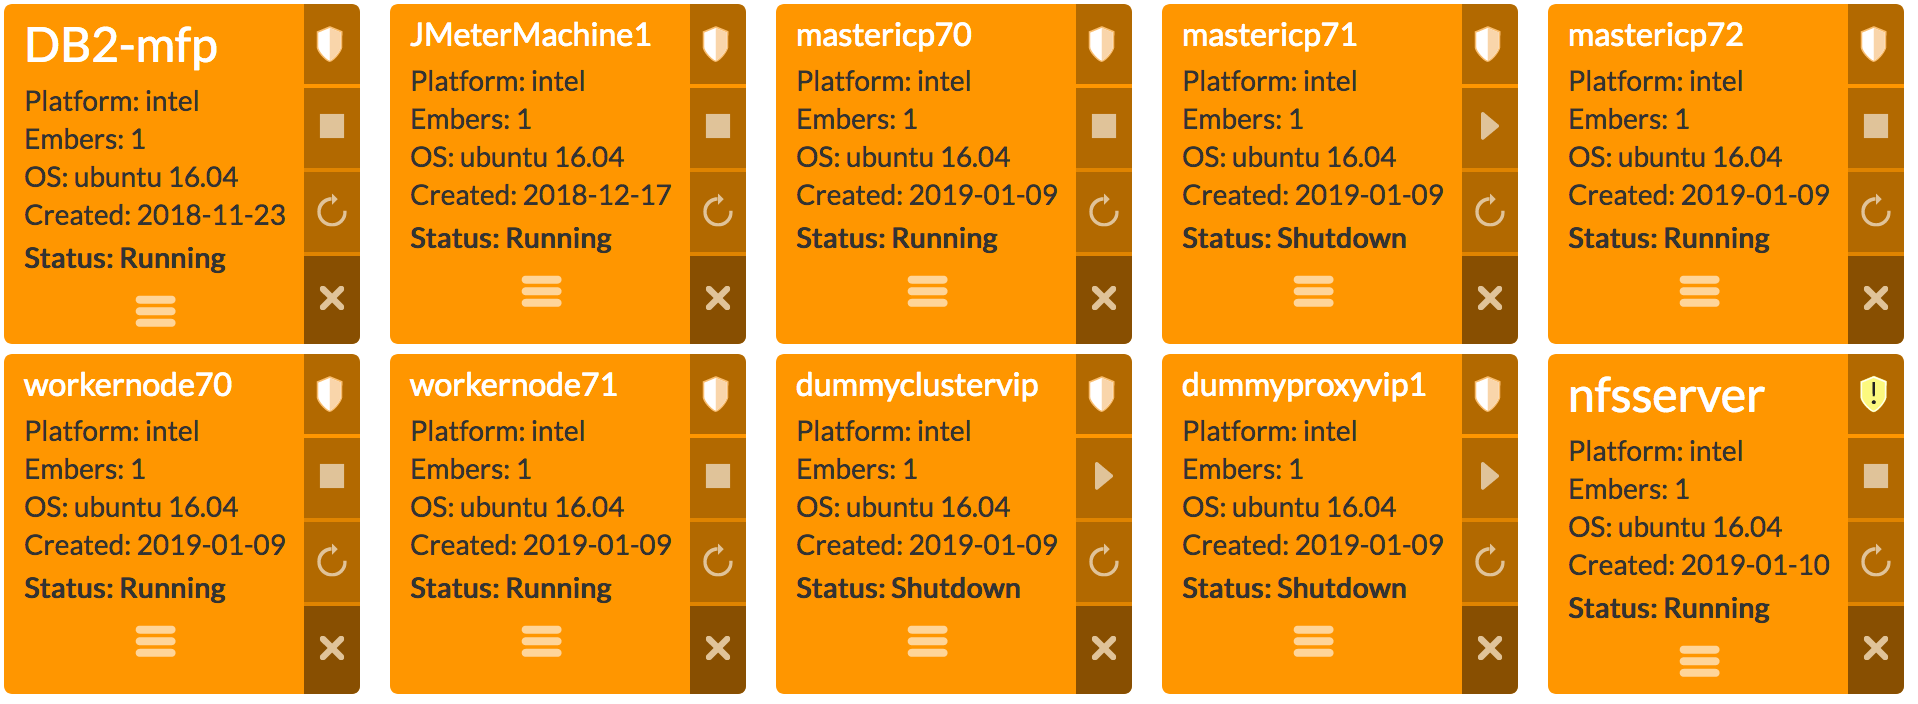 DB2-mfp
Platform: intel
Embers: 1
OS: ubuntu 16.04
Created: 2018-11-23
Status: Running
JMeterMachine1
Platform: intel
Embers: 1
OS: ubuntu 16.04
Created: 2018-12-17
Status: Running
mastericp70
Platform: intel
Embers: 1
OS: ubuntu 16.04
Created: 2019-01-09
Status: Running
mastericp71
Platform: intel
Embers: 1
OS: ubuntu 16.04
Created: 2019-01-09
Status: Shutdown
mastericp72
Platform: intel
Embers: 1
OS: ubuntu 16.04
Created: 2019-01-09
Status: Running
workernode70
Platform: intel
Embers: 1
OS: ubuntu 16.04
Created: 2019-01-09
Status: Running
workernode71
Platform: intel
Embers: 1
OS: ubuntu 16.04
Created: 2019-01-09
Status: Running
dummyclustervip
Platform: intel
Embers: 1
OS: ubuntu 16.04
Created: 2019-01-09
Status: Shutdown
dummyproxyvip1
Platform: intel
Embers: 1
OS: ubuntu 16.04
Created: 2019-01-09
Status: Shutdown
nfsserver
Platform: intel
Embers: 1
OS: ubuntu 16.04
Created: 2019-01-10
Status: Running